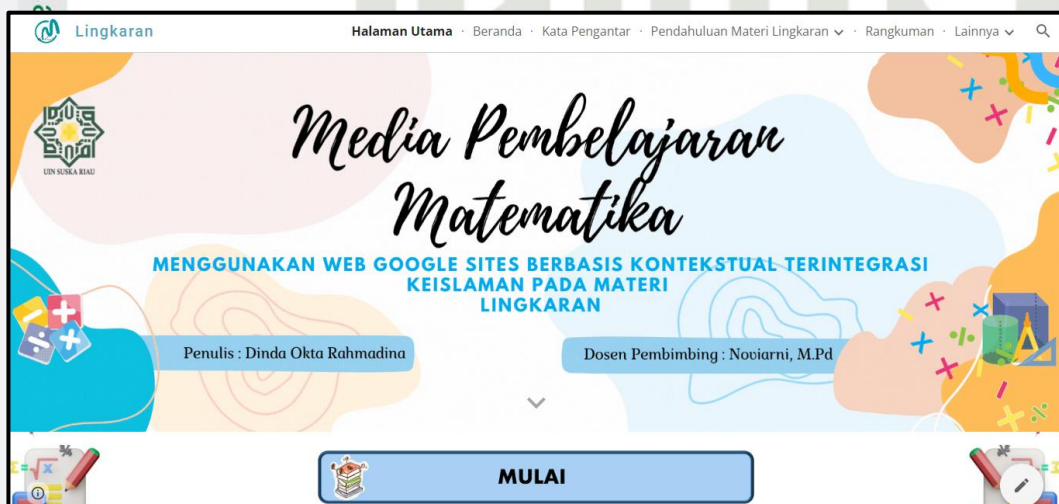 Lingkaran
Halaman Utama · Beranda · Kata Pengantar · Pendahuluan Materi Lingkaran · Rangkuman · Lainnya
UIN SUSKA RIAU
Media Pembelajaran
Matematika
MENGGUNAKAN WEB GOOGLE SITES BERBASIS KONTEKSTUAL TERINTEGRASI
KEISLAMAN PADA MATERI
LINGKARAN
Penulis : Dinda Okta Rahmadina
Dosen Pembimbing : Noviarni, M.Pd
MULAI